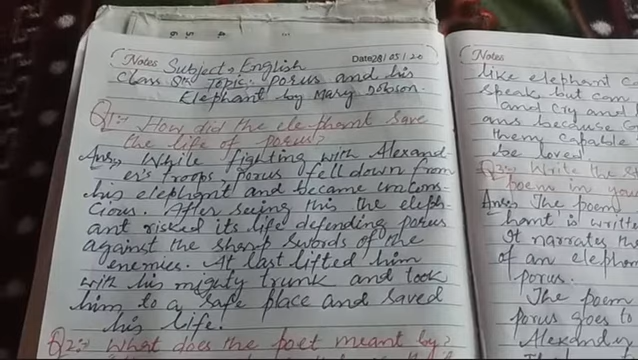 Notes Subject → English Date 28/05/20
Class 8th Topic: Porus and his
Elephant by Mary Dobson.
Q1:- How did the elephant save
the life of porus?
Ans→ While fighting with Alexand-
er's troops, porus fell down from
his elephant and became uncons-
cious. After seeing this the eleph-
ant risked its life defending porus
against the sharp swords of the
enemies. At last lifted him
with his mighty trunk and took
him to a safe place and saved
his life.
Q2:→ What does the poet meant by?
Notes
like elephant c
speak but can
and cry and
ans because
them capable
be loved
Q3:→ Write the
poem in you
Ans→ The poem
hant is writte
It narrates th
of an elephan
porus.
The poem
porus goes to
Alexander